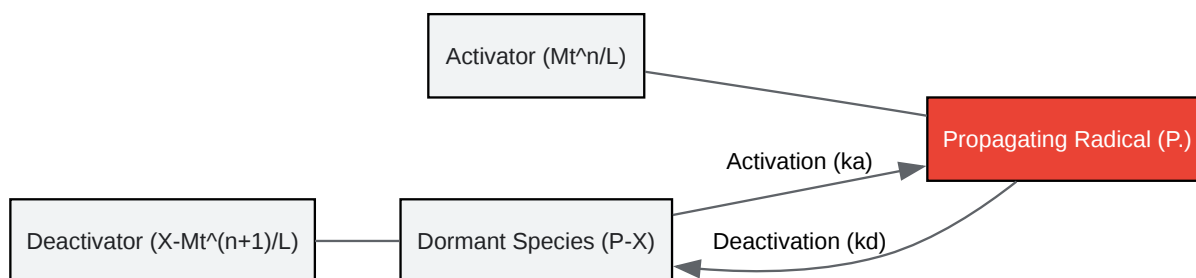 Activator (Mt^n/L)
Propagating Radical (P.)
Activation (ka)
Deactivator (X-Mt^(n+1)/L)
Dormant Species (P-X)
Deactivation (kd)